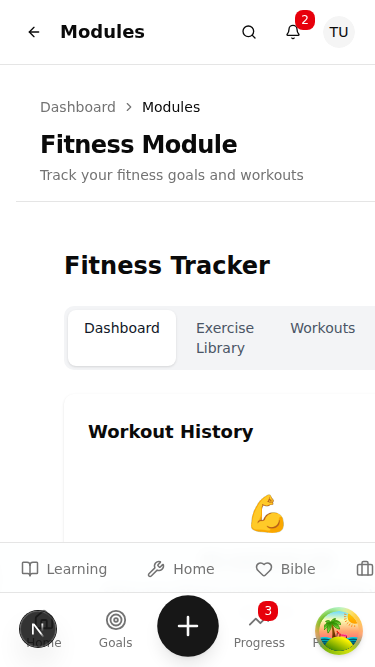 Modules
2
TU
Dashboard > Modules
Fitness Module
Track your fitness goals and workouts
Fitness Tracker
Dashboard
Exercise
Library
Workouts
Workout History
Learning
Home
Bible
N
Home
Goals
3
Progress